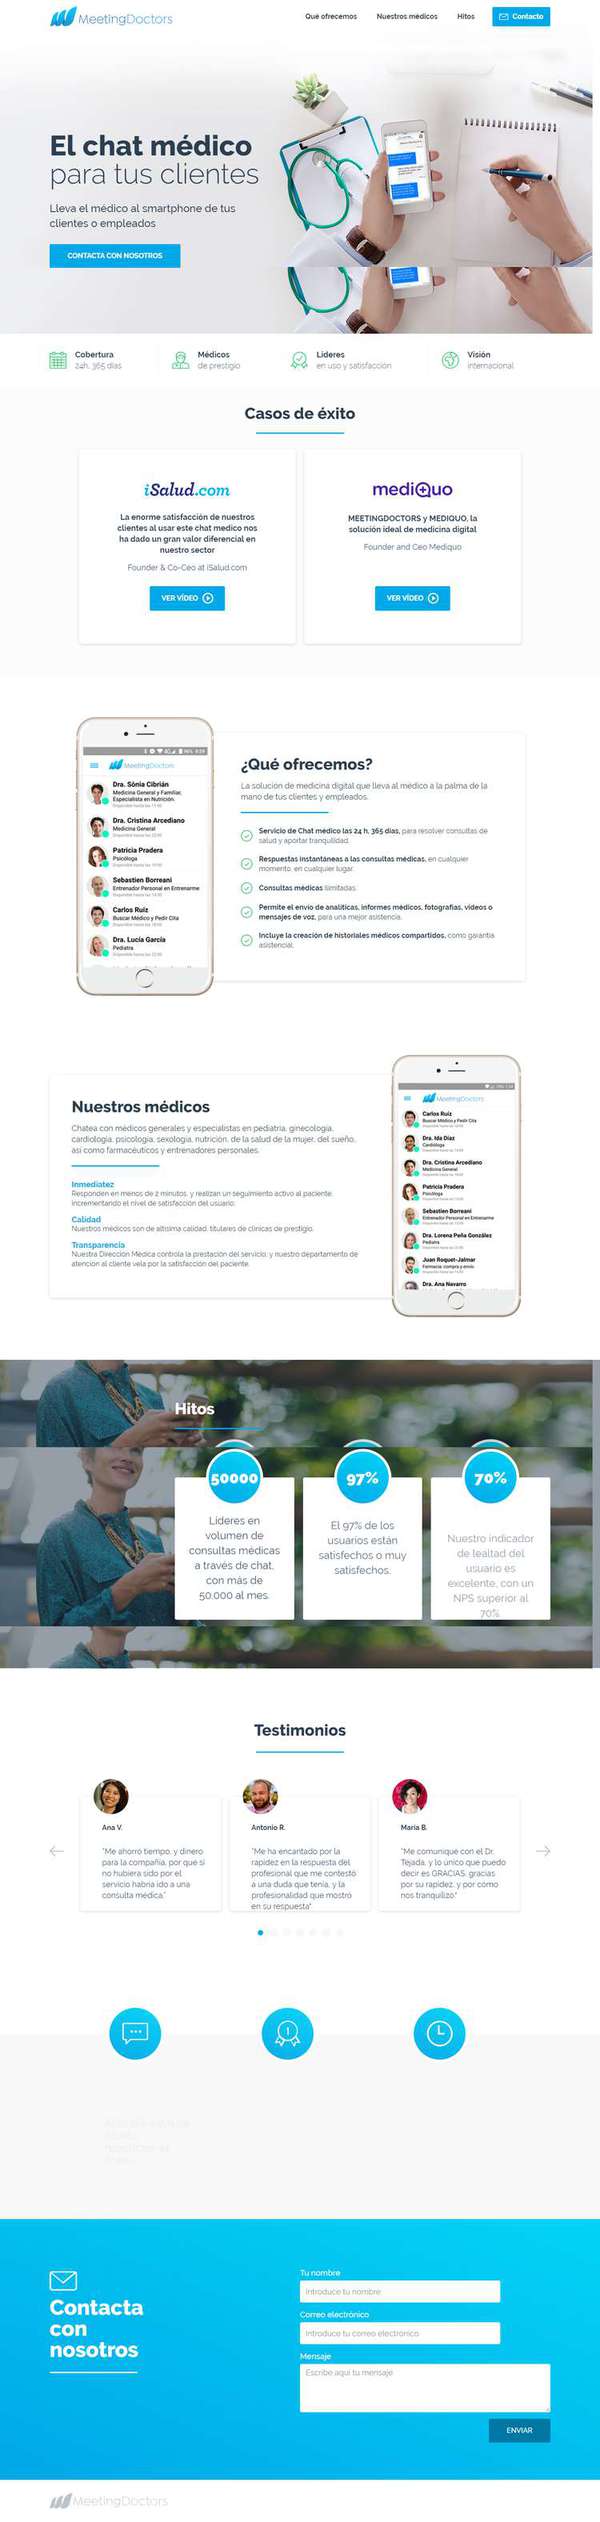 MeetingDoctors
Qué ofrecemos
Nuestros médicos
Hitos
Contacto
El chat médico
para tus clientes
Lleva el médico al smartphone de tus
clientes o empleados
CONTACTA CON NOSOTROS
Cobertura
24h, 365 días
Médicos
de prestigio
Líderes
en uso y satisfacción
Visión
internacional
Casos de éxito
iSalud.com
La enorme satisfacción de nuestros
clientes al usar este chat medico nos
ha dado un gran valor diferencial en
nuestro sector
Founder & Co-Ceo at iSalud.com
VER VÍDEO
mediQuo
MEETINGDOCTORS y MEDIQUO, la
solución ideal de medicina digital
Founder and Ceo Mediquo
VER VÍDEO
MeetingDoctors
Dra. Sónia Cibrián
Medicina General y Familiar,
Especialista en Nutrición.
Dra. Cristina Arcediano
Medicina General
Patricia Pradera
Psicóloga
Sebastien Borreani
Entrenador Personal en Entrenarme
Carlos Ruiz
Buscar Médico y Pedir Cita
Dra. Lucía García
Pediatra
¿Qué ofrecemos?
La solución de medicina digital que lleva al médico a la palma de la
mano de tus clientes y empleados.
Servicio de Chat médico las 24 h, 365 días, para resolver consultas de
salud y aportar tranquilidad.
Respuestas instantáneas a las consultas médicas, en cualquier
momento, en cualquier lugar.
Consultas médicas ilimitadas.
Permite el envío de analíticas, informes médicos, fotografías, vídeos o
mensajes de voz, para una mejor asistencia.
Incluye la creación de historiales médicos compartidos, como garantía
asistencial.
Nuestros médicos
Chatea con médicos generales y especialistas en pediatria, ginecología,
cardiología, psicología, sexología, nutrición, de la salud de la mujer, del sueño,
así como farmacéuticos y entrenadores personales.
Inmediatez
Responden en menos de 2 minutos, y realizan un seguimiento activo al paciente,
incrementando el nivel de satisfacción del usuario.
Calidad
Nuestros médicos son de altísima calidad, titulares de clínicas de prestigio.
Transparencia
Nuestra Dirección Médica controla la prestación del servicio; y nuestro departamento de
atención al cliente vela por la satisfacción del paciente.
MeetingDoctors
Carlos Ruiz
Buscar Médico y Pedir Cita
Dra. Ida Díaz
Cardióloga
Dra. Cristina Arcediano
Medicina General
Patricia Pradera
Psicóloga
Sebastien Borreani
Entrenador Personal en Entrenarme
Dra. Lorena Peña González
Pediatra
Juan Roquet-Jalmar
Farmacia: compra y envío
Dra. Ana Navarro
Hitos
50000
Líderes en
volumen de
consultas médicas
a través de chat,
con más de
50.000 al mes.
97%
El 97% de los
usuarios están
satisfechos o muy
satisfechos.
70%
Nuestro indicador
de lealtad del
usuario es
excelente, con un
NPS superior al
70%
Testimonios
Ana V.
"Me ahorró tiempo, y dinero
para la compañía, por que si
no hubiera sido por el
servicio habría ido a una
consulta médica."
Antonio R.
"Me ha encantado por la
rapidez en la respuesta del
profesional que me contestó
a una duda que tenía, y la
profesionalidad que mostró
en su respuesta"
María B.
"Me comuniqué con el Dr.
Tejada, y lo único que puedo
decir es GRACIAS, gracias
por su rapidez, y por cómo
nos tranquilizó."
Contacta
con
nosotros
Tu nombre
Introduce tu nombre
Correo electrónico
Introduce tu correo electrónico
Mensaje
Escribe aquí tu mensaje
ENVIAR
MeetingDoctors